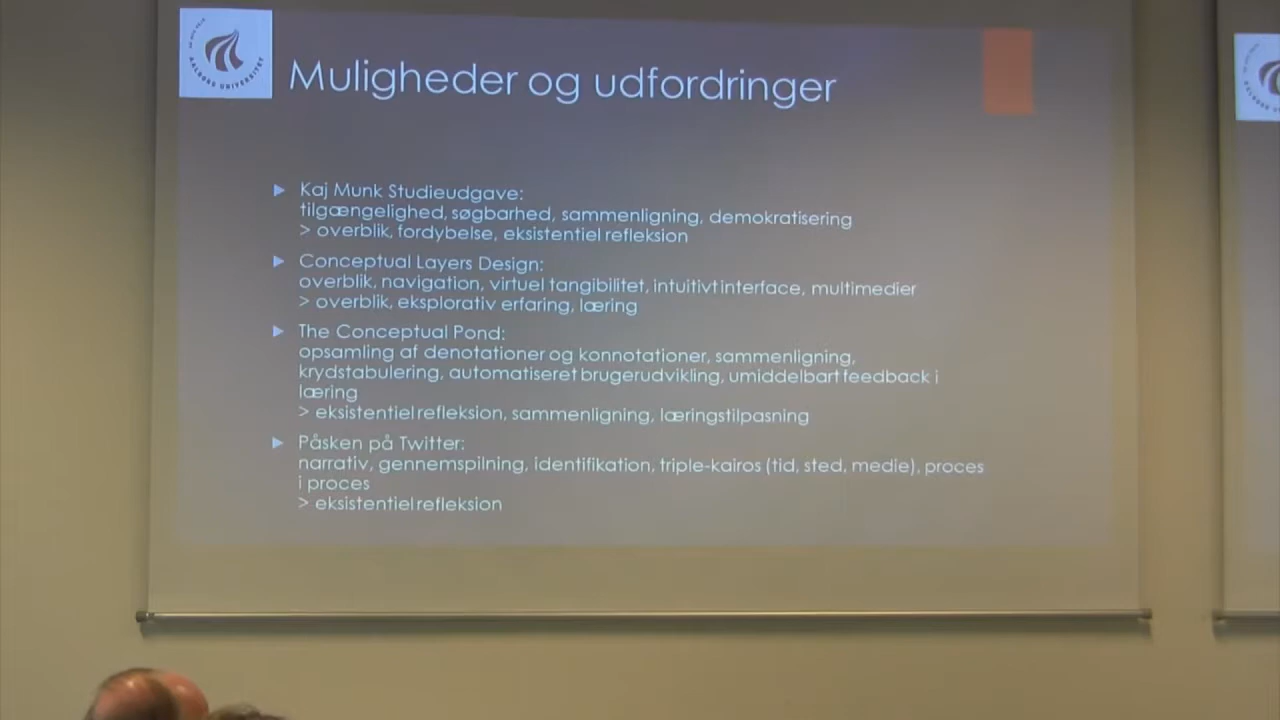 Muligheder og udfordringer
Kaj Munk Studieudgave:
tilgængelighed, søgbarhed, sammenligning, demokratisering
> overblik, fordybelse, eksistentiel refleksion
Conceptual Layers Design:
overblik, navigation, virtuel tangibilitet, intuitivt interface, multimedier
> overblik, eksplorativ erfaring, læring
The Conceptual Pond:
opsamling af denotationer og konnotationer, sammenligning,
krydstabulering, automatiseret brugerudvikling, umiddelbart feedback i
læring
> eksistentiel refleksion, sammenligning, læringstilpasning
Påsken på Twitter:
narrativ, gennemspilning, identifikation, triple-kairos (tid, sted, medie), proces
i proces
> eksistentiel refleksion
AALBORG UNIVERSITET